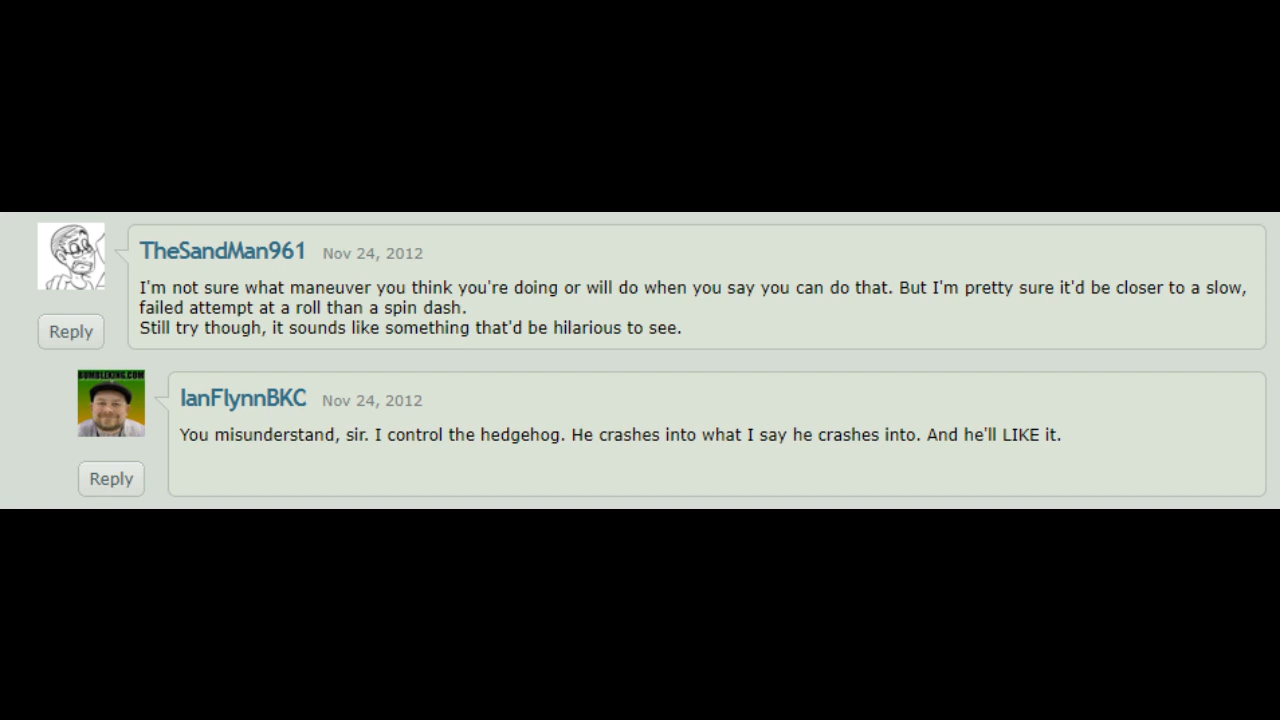 TheSandMan961 Nov 24, 2012
I'm not sure what maneuver you think you're doing or will do when you say you can do that. But I'm pretty sure it'd be closer to a slow,
failed attempt at a roll than a spin dash.
Still try though, it sounds like something that'd be hilarious to see.
Reply
BUMBLEKING.COM
IanFlynnBKC Nov 24, 2012
You misunderstand, sir. I control the hedgehog. He crashes into what I say he crashes into. And he'll LIKE it.
Reply